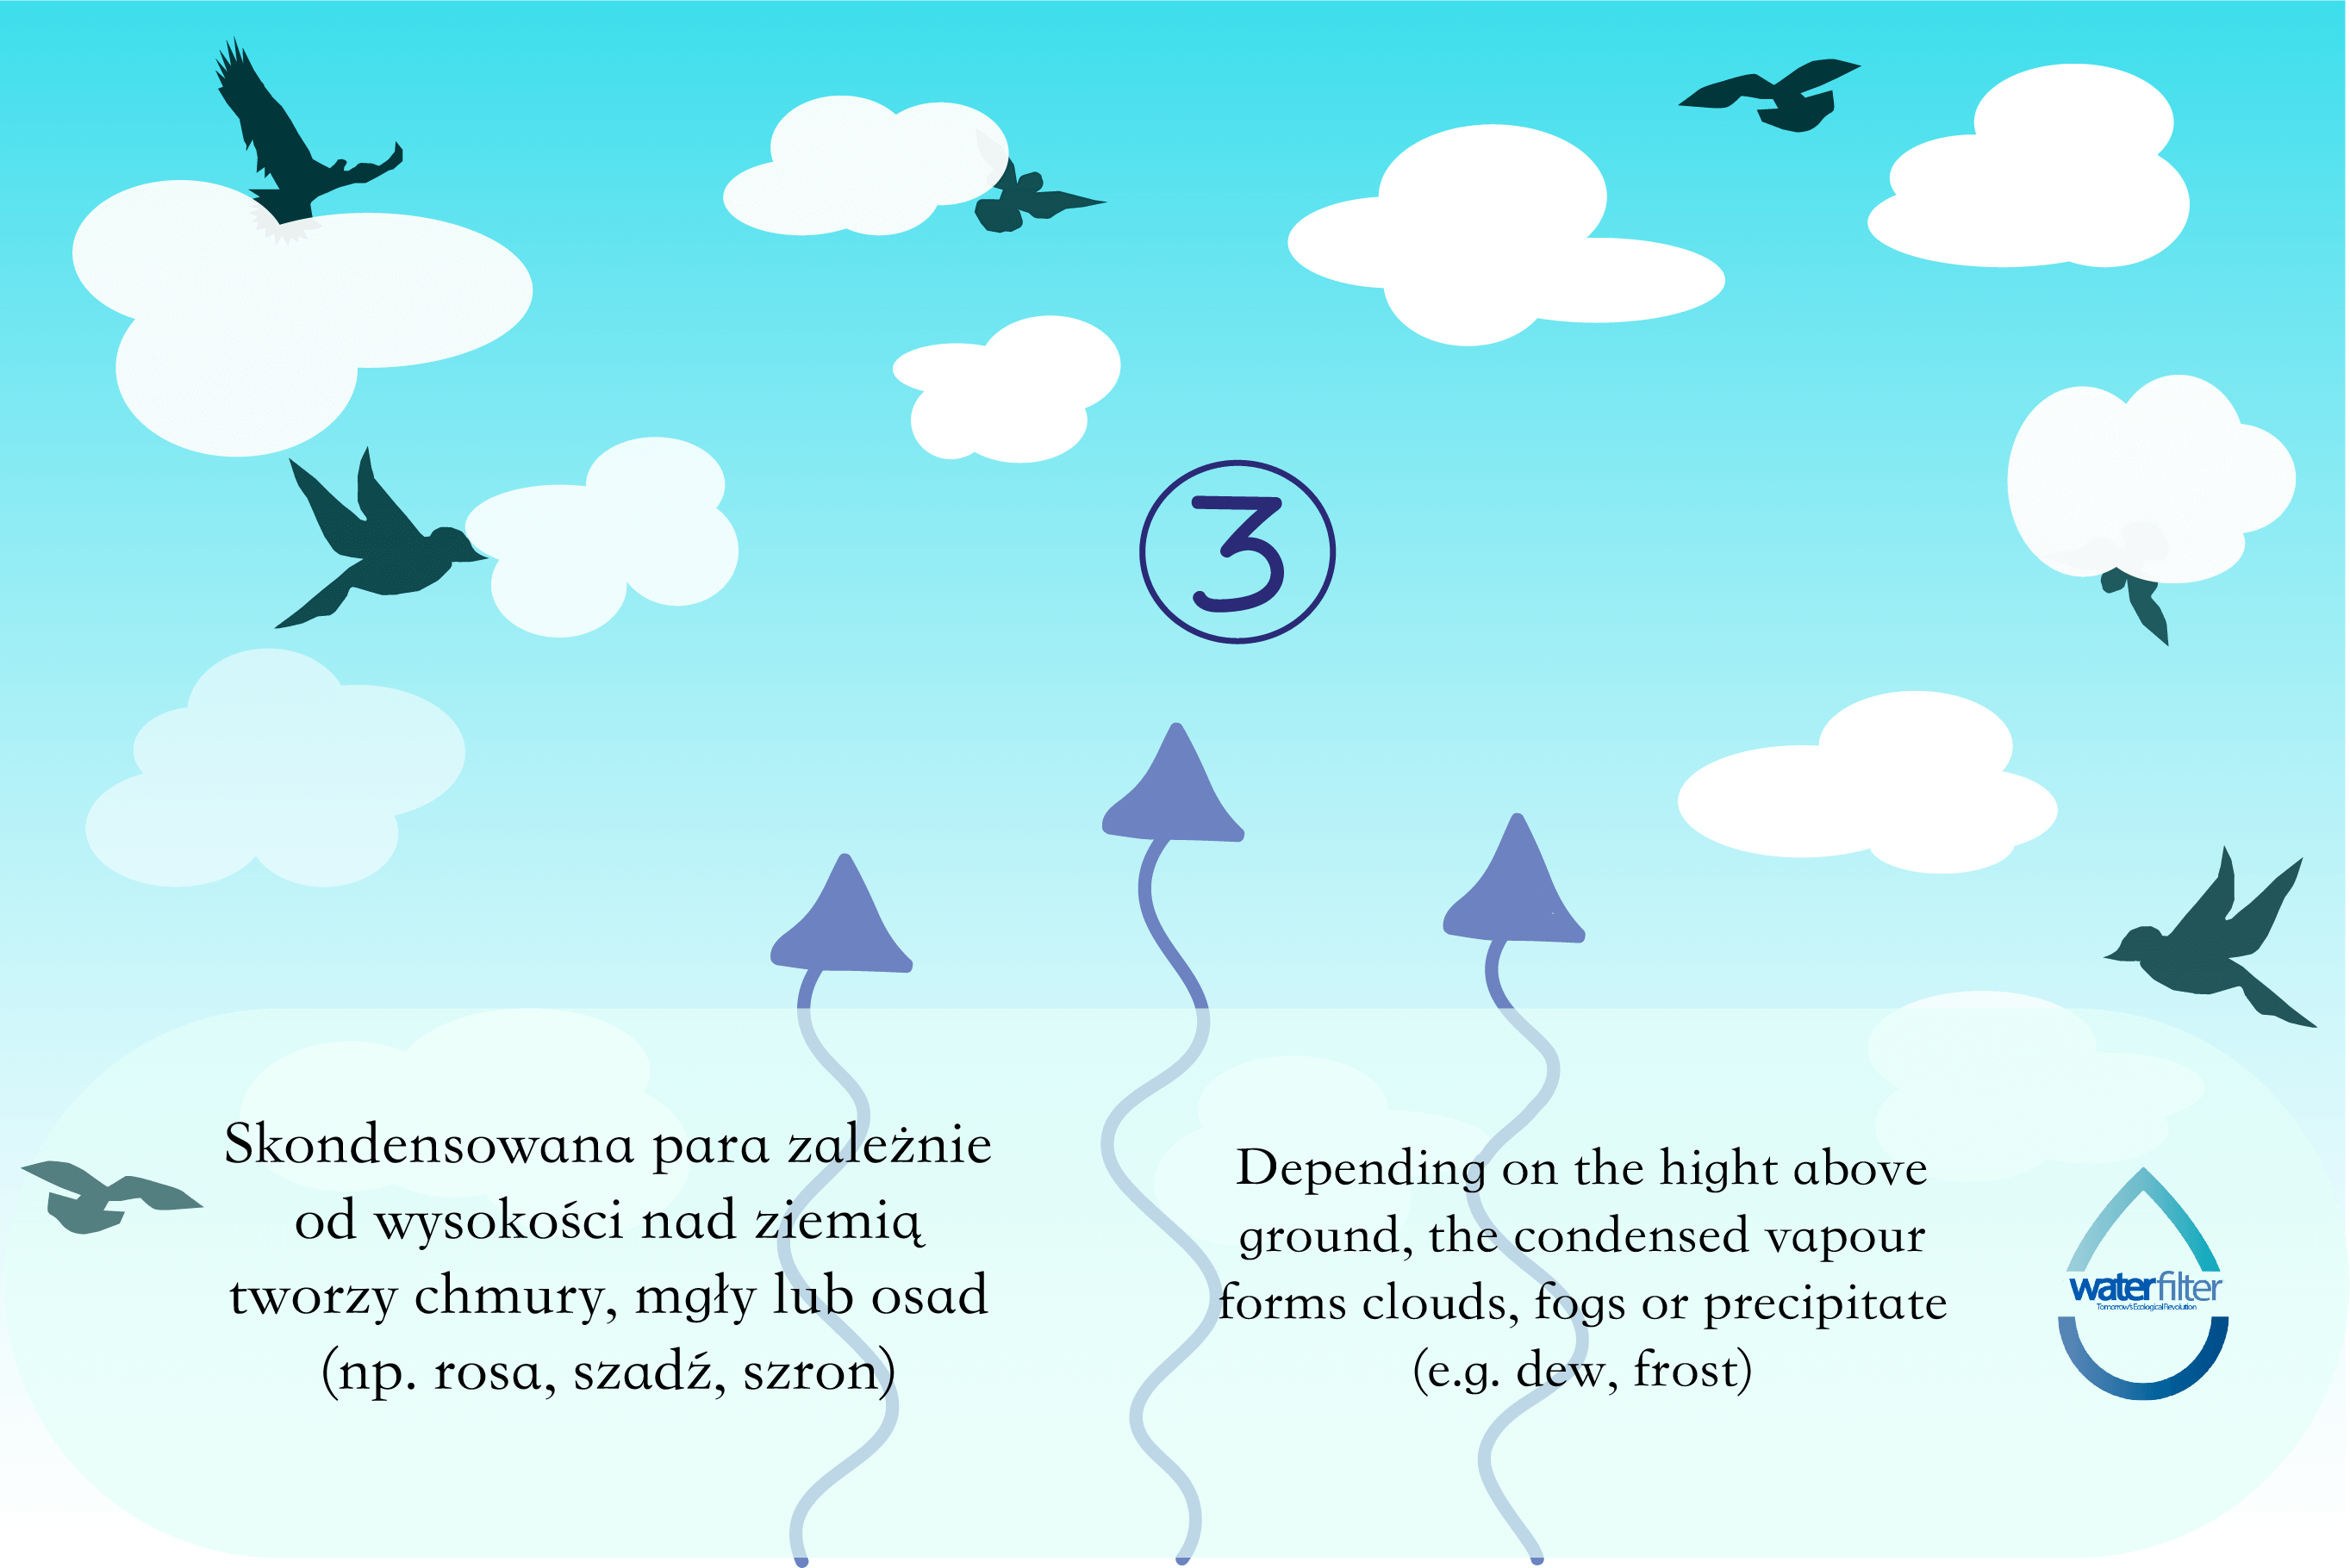 3
Skondensowana para zależnie
od wysokości nad ziemią
tworzy chmury, mgły lub osad
(np. rosa, szadź, szron)
Depending on the hight above
ground, the condensed vapour
forms clouds, fogs or precipitate
(e.g. dew, frost)
waterfilter
Tomorrow's Ecological Revolution